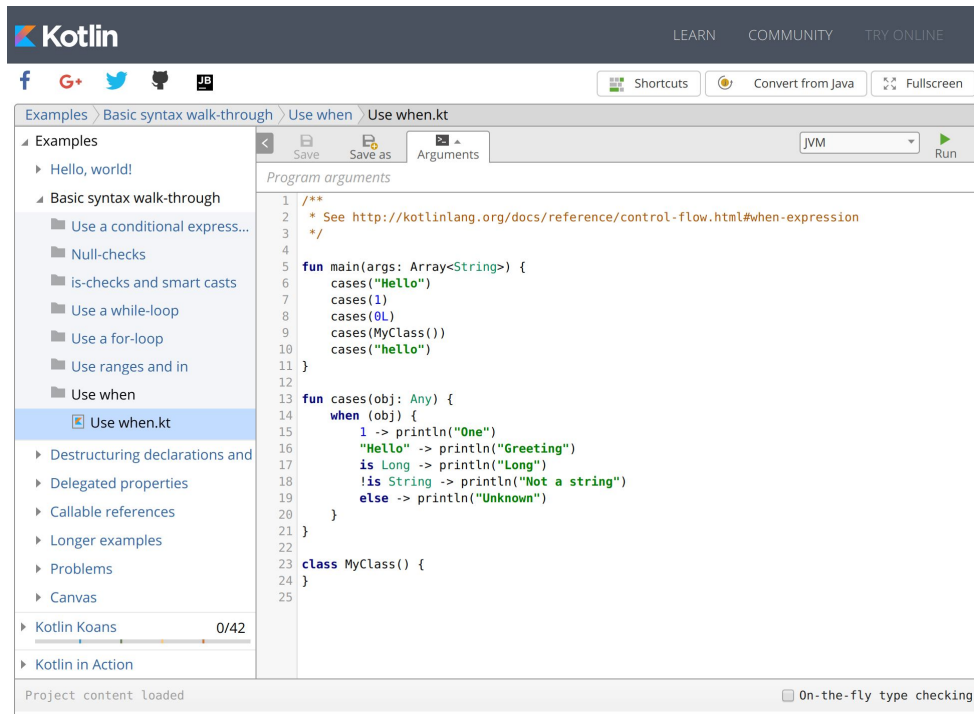 Kotlin
LEARN COMMUNITY TRY ONLINE
f G+ JB Shortcuts Convert from Java Fullscreen
Examples Basic syntax walk-through Use when Use when.kt
Examples
Hello, world!
Basic syntax walk-through
Use a conditional express...
Null-checks
is-checks and smart casts
Use a while-loop
Use a for-loop
Use ranges and in
Use when
Use when.kt
Destructuring declarations and
Delegated properties
Callable references
Longer examples
Problems
Canvas
Kotlin Koans 0/42
Kotlin in Action
Save Save as Arguments JVM Run
Program arguments
1 /**
2  * See http://kotlinlang.org/docs/reference/control-flow.html#when-expression
3  */
4
5 fun main(args: Array<String>) {
6     cases("Hello")
7     cases(1)
8     cases(0L)
9     cases(MyClass())
10     cases("hello")
11 }
12
13 fun cases(obj: Any) {
14     when (obj) {
15         1 -> println("One")
16         "Hello" -> println("Greeting")
17         is Long -> println("Long")
18         !is String -> println("Not a string")
19         else -> println("Unknown")
20     }
21 }
22
23 class MyClass() {
24 }
25
Project content loaded On-the-fly type checking